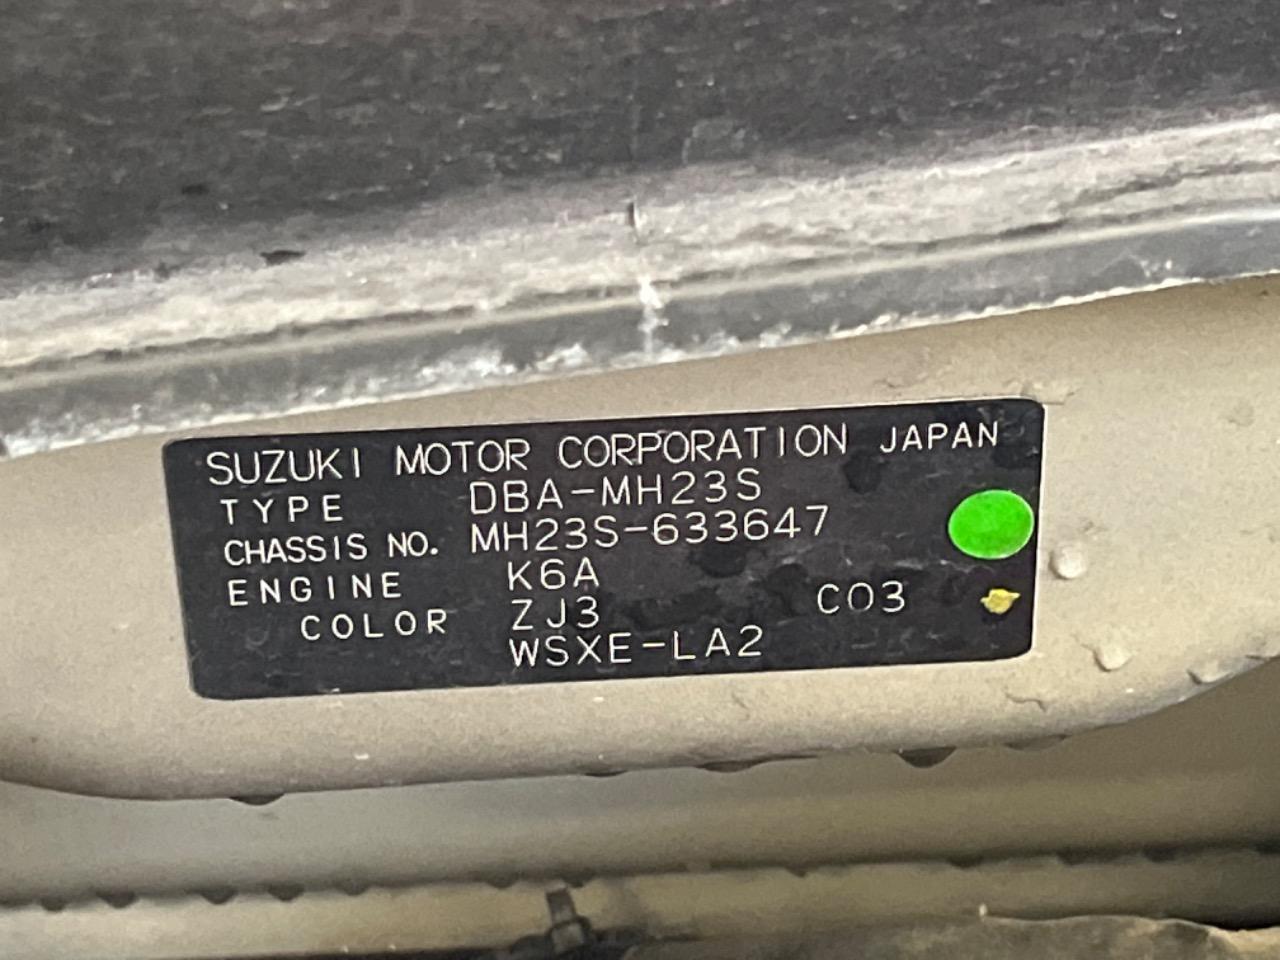 SUZUKI MOTOR CORPORATION JAPAN
TYPE DBA-MH23S
CHASSIS NO. MH23S-633647
ENGINE K6A
COLOR ZJ3 C03
WSXE-LA2